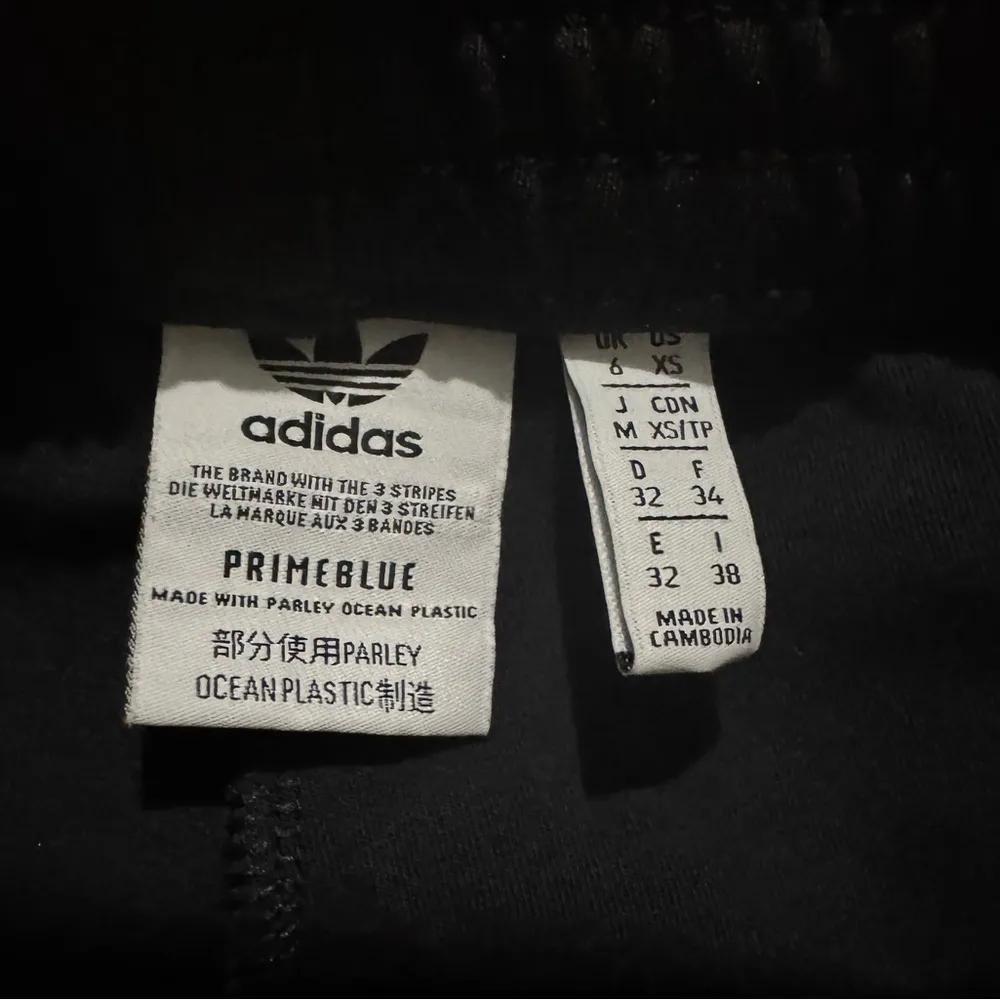 adidas
THE BRAND WITH THE 3 STRIPES
DIE WELTMARKE MIT DEN 3 STREIFEN
LA MARQUE AUX 3 BANDES
PRIMEBLUE
MADE WITH PARLEY OCEAN PLASTIC
部分使用PARLEY
OCEAN PLASTIC制造
UK US
6 XS
J CDN
M XS/TP
D F
32 34
E I
32 38
MADE IN
CAMBODIA